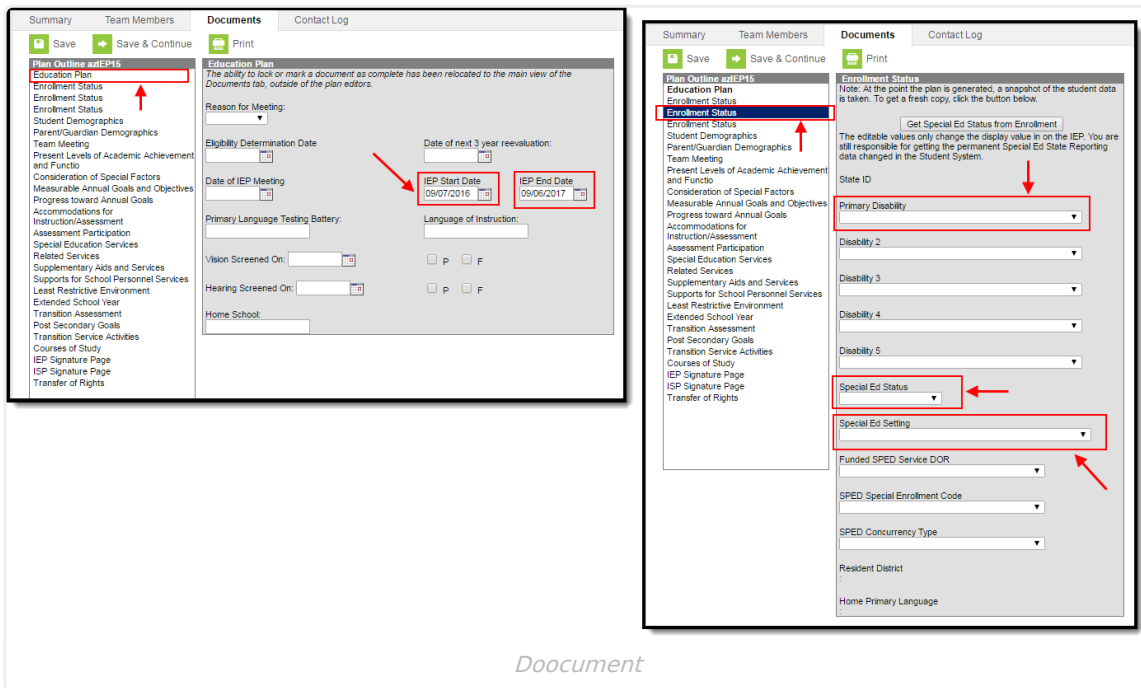 Summary Team Members Documents Contact Log
Save Save & Continue Print
Plan Outline azIEP15
Education Plan
Enrollment Status
Enrollment Status
Enrollment Status
Student Demographics
Parent/Guardian Demographics
Team Meeting
Present Levels of Academic Achievement
and Functio
Consideration of Special Factors
Measurable Annual Goals and Objectives
Progress toward Annual Goals
Accommodations for
Instruction/Assessment
Assessment Participation
Special Education Services
Related Services
Supplementary Aids and Services
Supports for School Personnel Services
Least Restrictive Environment
Extended School Year
Transition Assessment
Post Secondary Goals
Transition Service Activities
Courses of Study
IEP Signature Page
ISP Signature Page
Transfer of Rights
Education Plan
The ability to lock or mark a document as complete has been relocated to the main view of the
Documents tab, outside of the plan editors.
Reason for Meeting:
Eligibility Determination Date Date of next 3 year reevaluation:
Date of IEP Meeting IEP Start Date IEP End Date
09/07/2016 09/06/2017
Primary Language Testing Battery: Language of Instruction:
Vision Screened On: P F
Hearing Screened On: P F
Home School:
Summary Team Members Documents Contact Log
Save Save & Continue Print
Plan Outline azIEP15
Education Plan
Enrollment Status
Enrollment Status
Enrollment Status
Student Demographics
Parent/Guardian Demographics
Team Meeting
Present Levels of Academic Achievement
and Functio
Consideration of Special Factors
Measurable Annual Goals and Objectives
Progress toward Annual Goals
Accommodations for
Instruction/Assessment
Assessment Participation
Special Education Services
Related Services
Supplementary Aids and Services
Supports for School Personnel Services
Least Restrictive Environment
Extended School Year
Transition Assessment
Post Secondary Goals
Transition Service Activities
Courses of Study
IEP Signature Page
ISP Signature Page
Transfer of Rights
Enrollment Status
Note: At the point the plan is generated, a snapshot of the student data
is taken. To get a fresh copy, click the button below.
Get Special Ed Status from Enrollment
The editable values only change the display value in on the IEP. You are
still responsible for getting the permanent Special Ed State Reporting
data changed in the Student System.
State ID
Primary Disability
Disability 2
Disability 3
Disability 4
Disability 5
Special Ed Status
Special Ed Setting
Funded SPED Service DOR
SPED Special Enrollment Code
SPED Concurrency Type
Resident District
:
Home Primary Language
:
Doocument